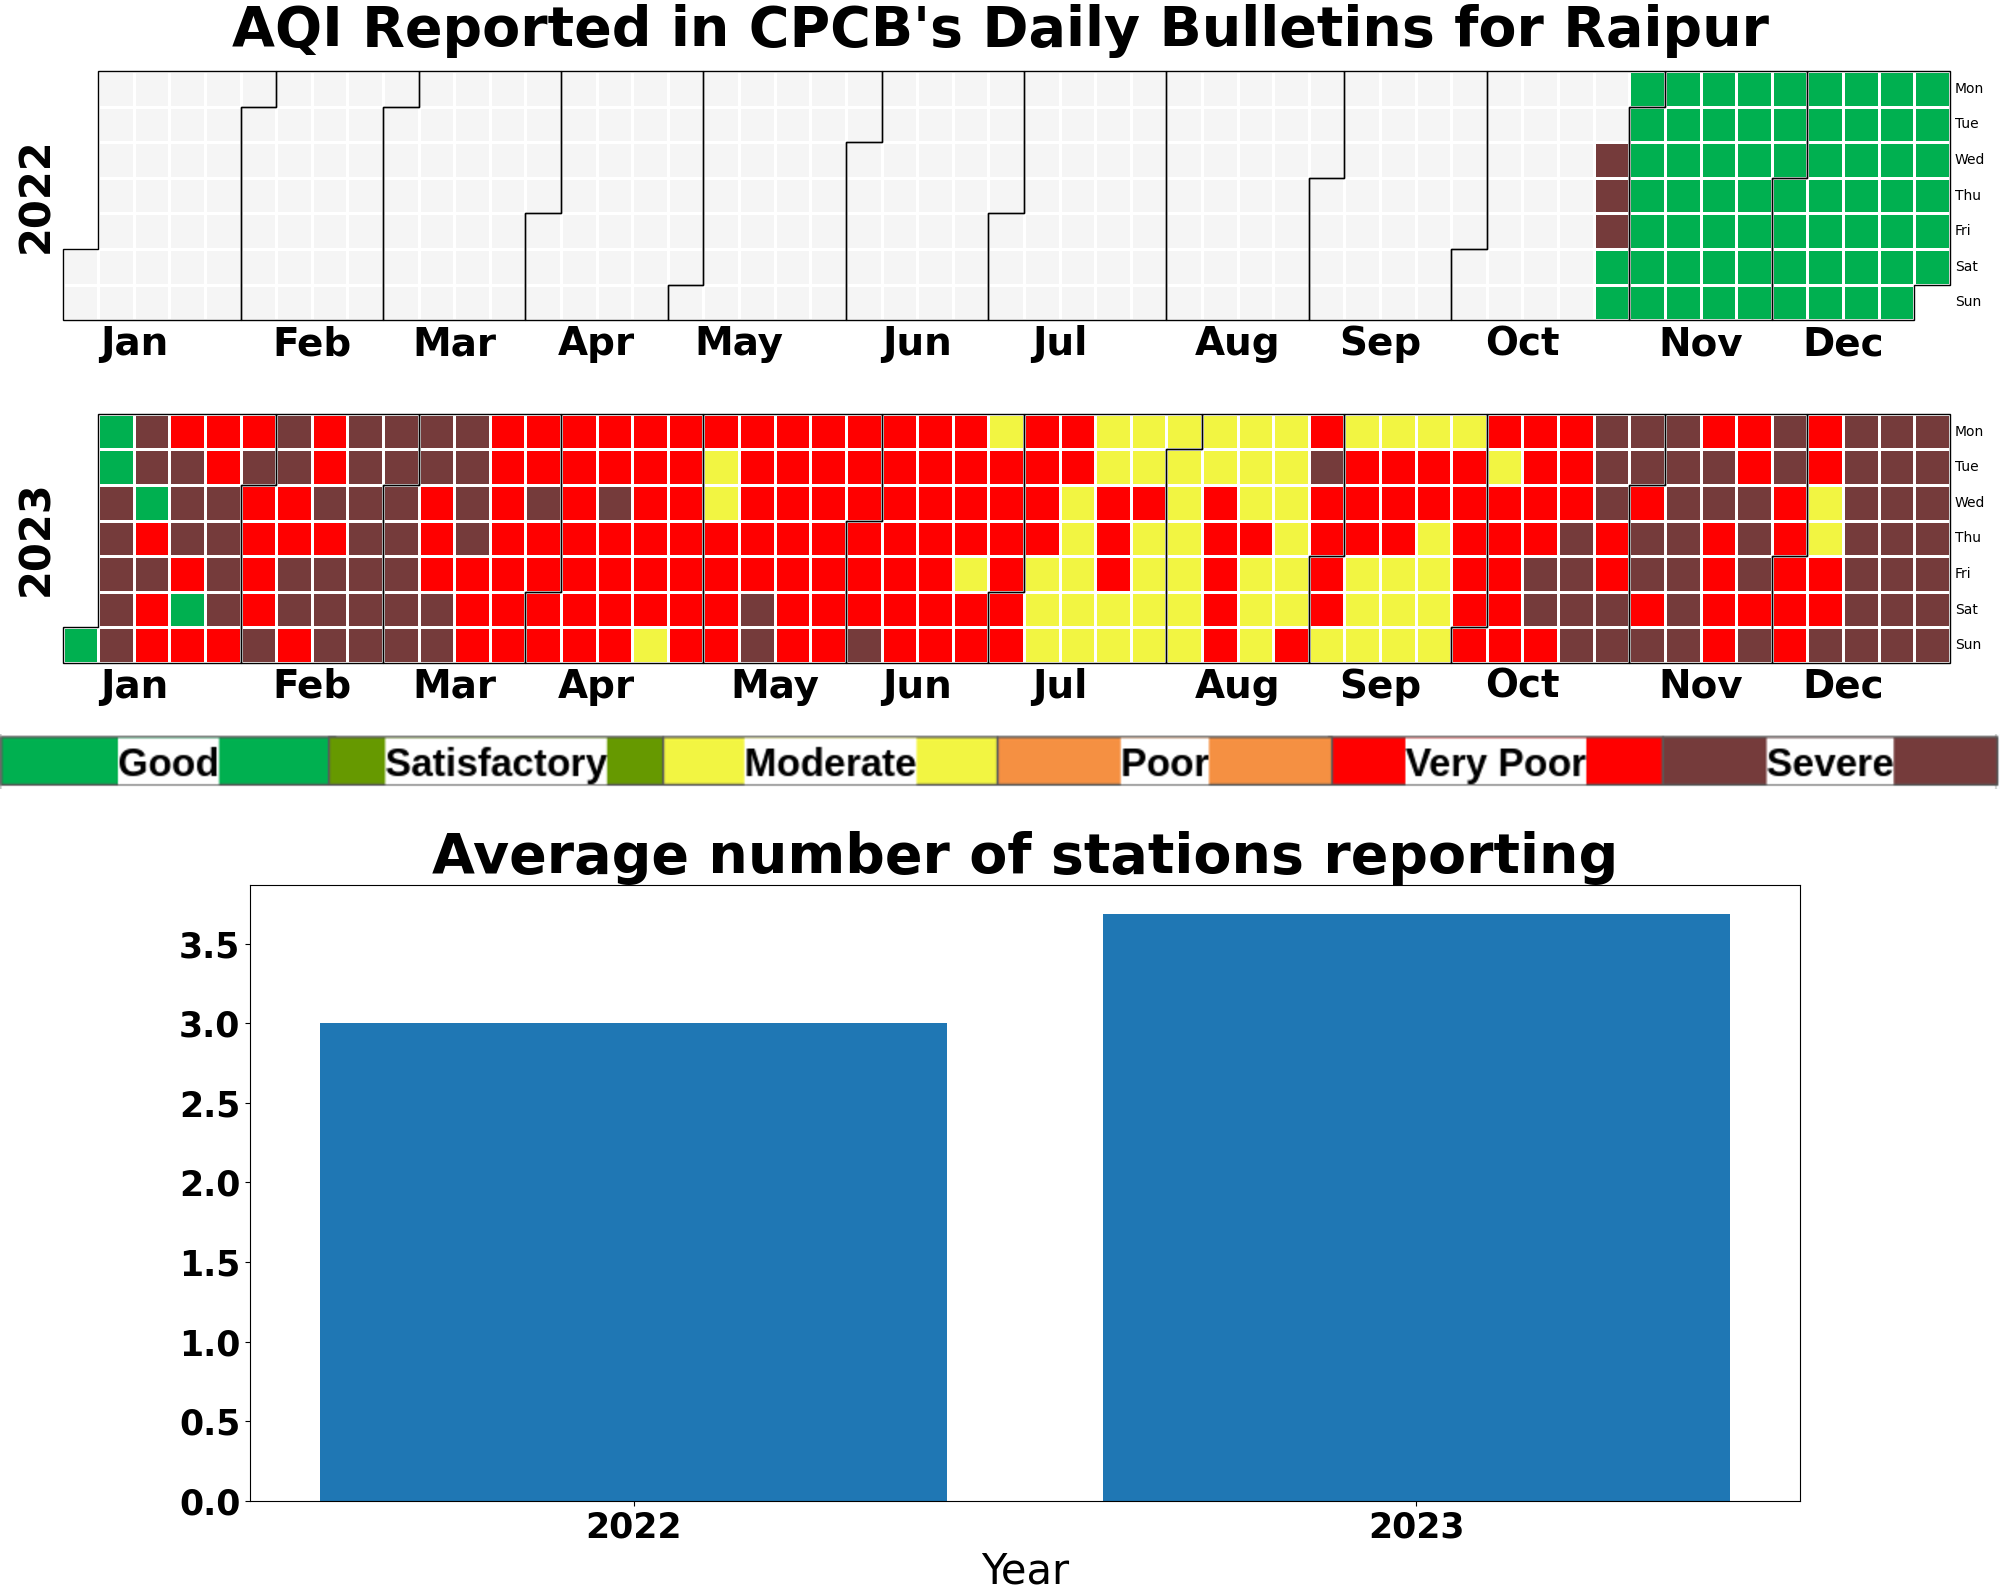 AQI Reported in CPCB's Daily Bulletins for Raipur
2022
Mon
Tue
Wed
Thu
Fri
Sat
Sun
Jan Feb Mar Apr May Jun Jul Aug Sep Oct Nov Dec
2023
Mon
Tue
Wed
Thu
Fri
Sat
Sun
Jan Feb Mar Apr May Jun Jul Aug Sep Oct Nov Dec
Good Satisfactory Moderate Poor Very Poor Severe
Average number of stations reporting
3.5
3.0
2.5
2.0
1.5
1.0
0.5
0.0
2022 2023
Year